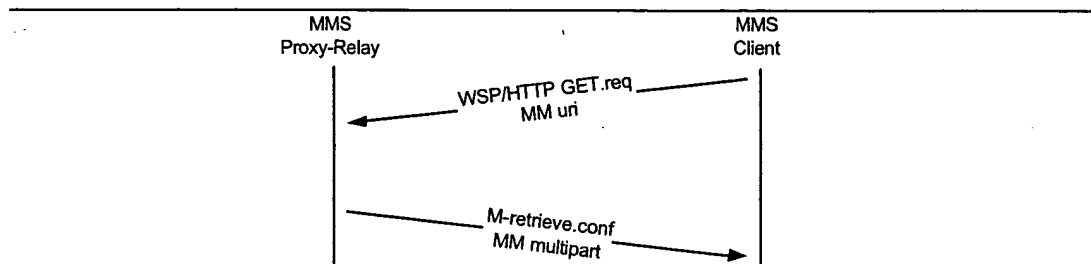 MMS
Proxy-Relay
MMS
Client
WSP/HTTP GET.req
MM uri
M-retrieve.conf
MM multipart